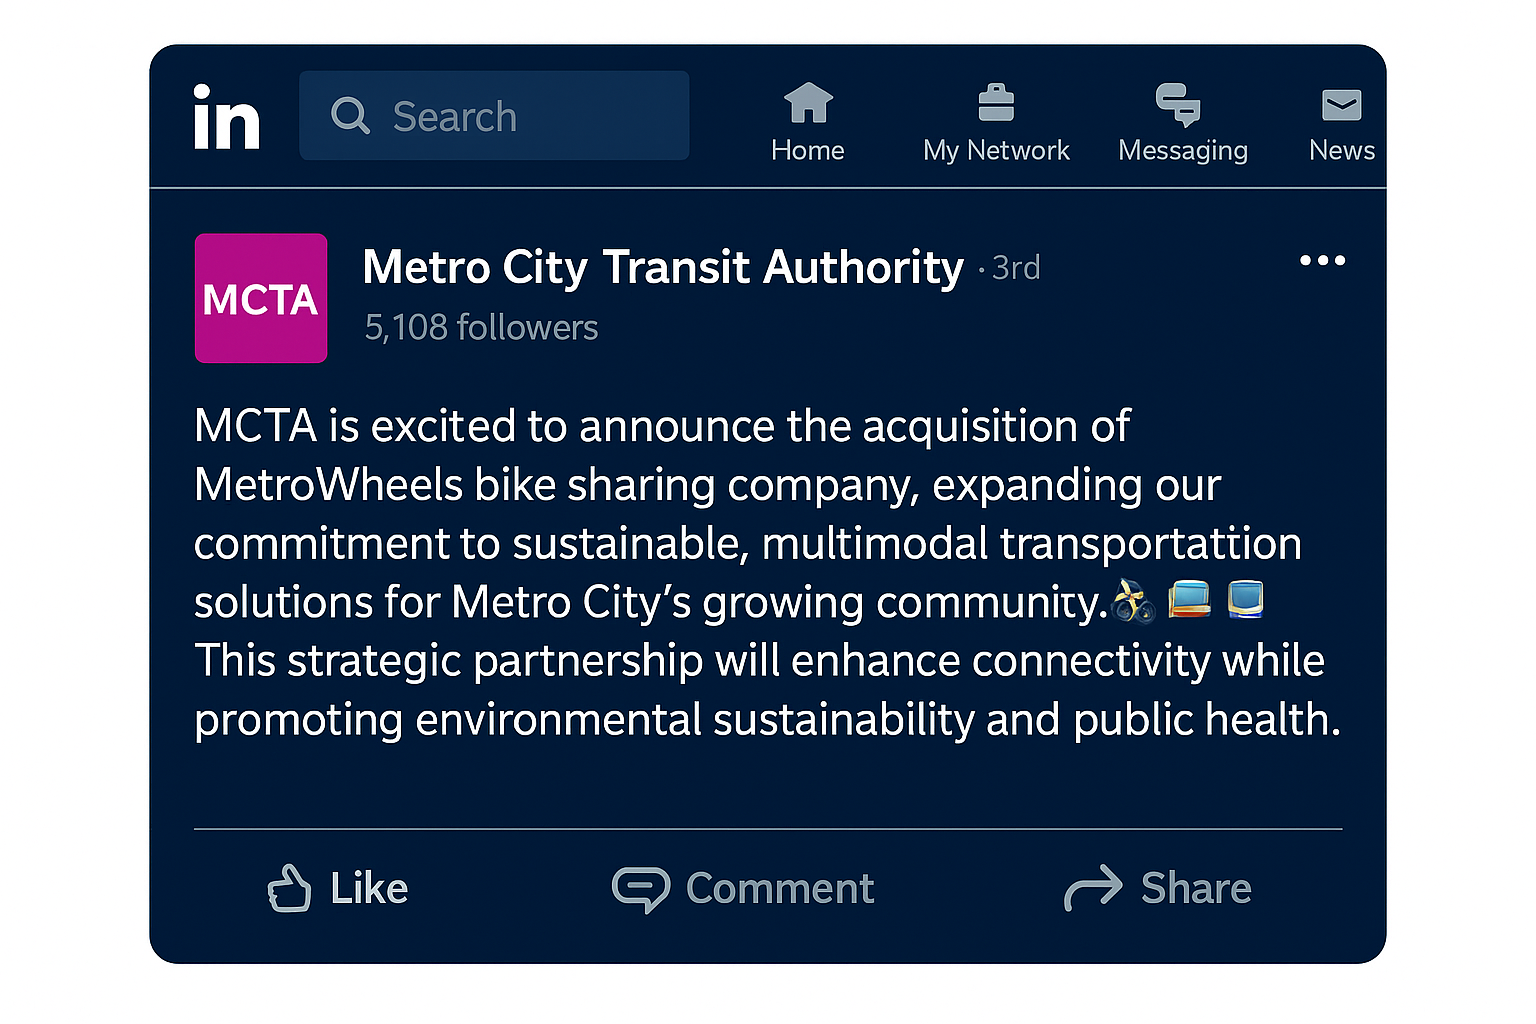 in
Search
Home
My Network
Messaging
News
MCTA
Metro City Transit Authority · 3rd
5,108 followers
MCTA is excited to announce the acquisition of
MetroWheels bike sharing company, expanding our
commitment to sustainable, multimodal transportattion
solutions for Metro City’s growing community.
This strategic partnership will enhance connectivity while
promoting environmental sustainability and public health.
Like
Comment
Share